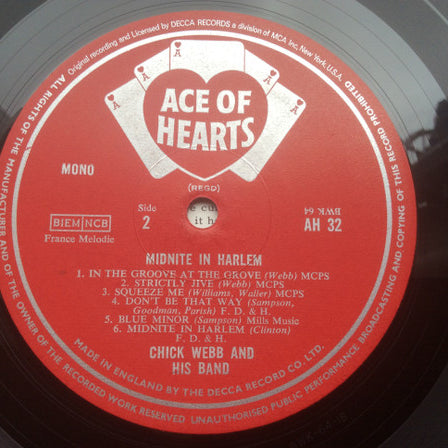 ALL RIGHTS OF THE MANUFACTURER AND OF THE OWNER OF THE RECORDED WORK RESERVED UNAUTHORISED PUBLIC PERFORMANCE BROADCASTING AND COPYING OF THIS RECORD PROHIBITED
Original recording and Licensed by DECCA RECORDS a division of MCA Inc, New York, U.S.A.
A
A
A
A
A
ACE OF
HEARTS
(REGD)
MONO
Side
2
BIEM NCB
France Melodie
BWK 64
AH 32
it h
MIDNITE IN HARLEM
1. IN THE GROOVE AT THE GROVE (Webb) MCPS
2. STRICTLY JIVE (Webb) MCPS
3. SQUEEZE ME (Williams, Waller) MCPS
4. DON'T BE THAT WAY (Sampson,
Goodman, Parish) F. D. & H.
5. BLUE MINOR (Sampson) Mills Music
6. MIDNITE IN HARLEM (Clinton)
F. D. & H.
CHICK WEBB AND
HIS BAND
MADE IN ENGLAND BY THE DECCA RECORD CO. LTD.